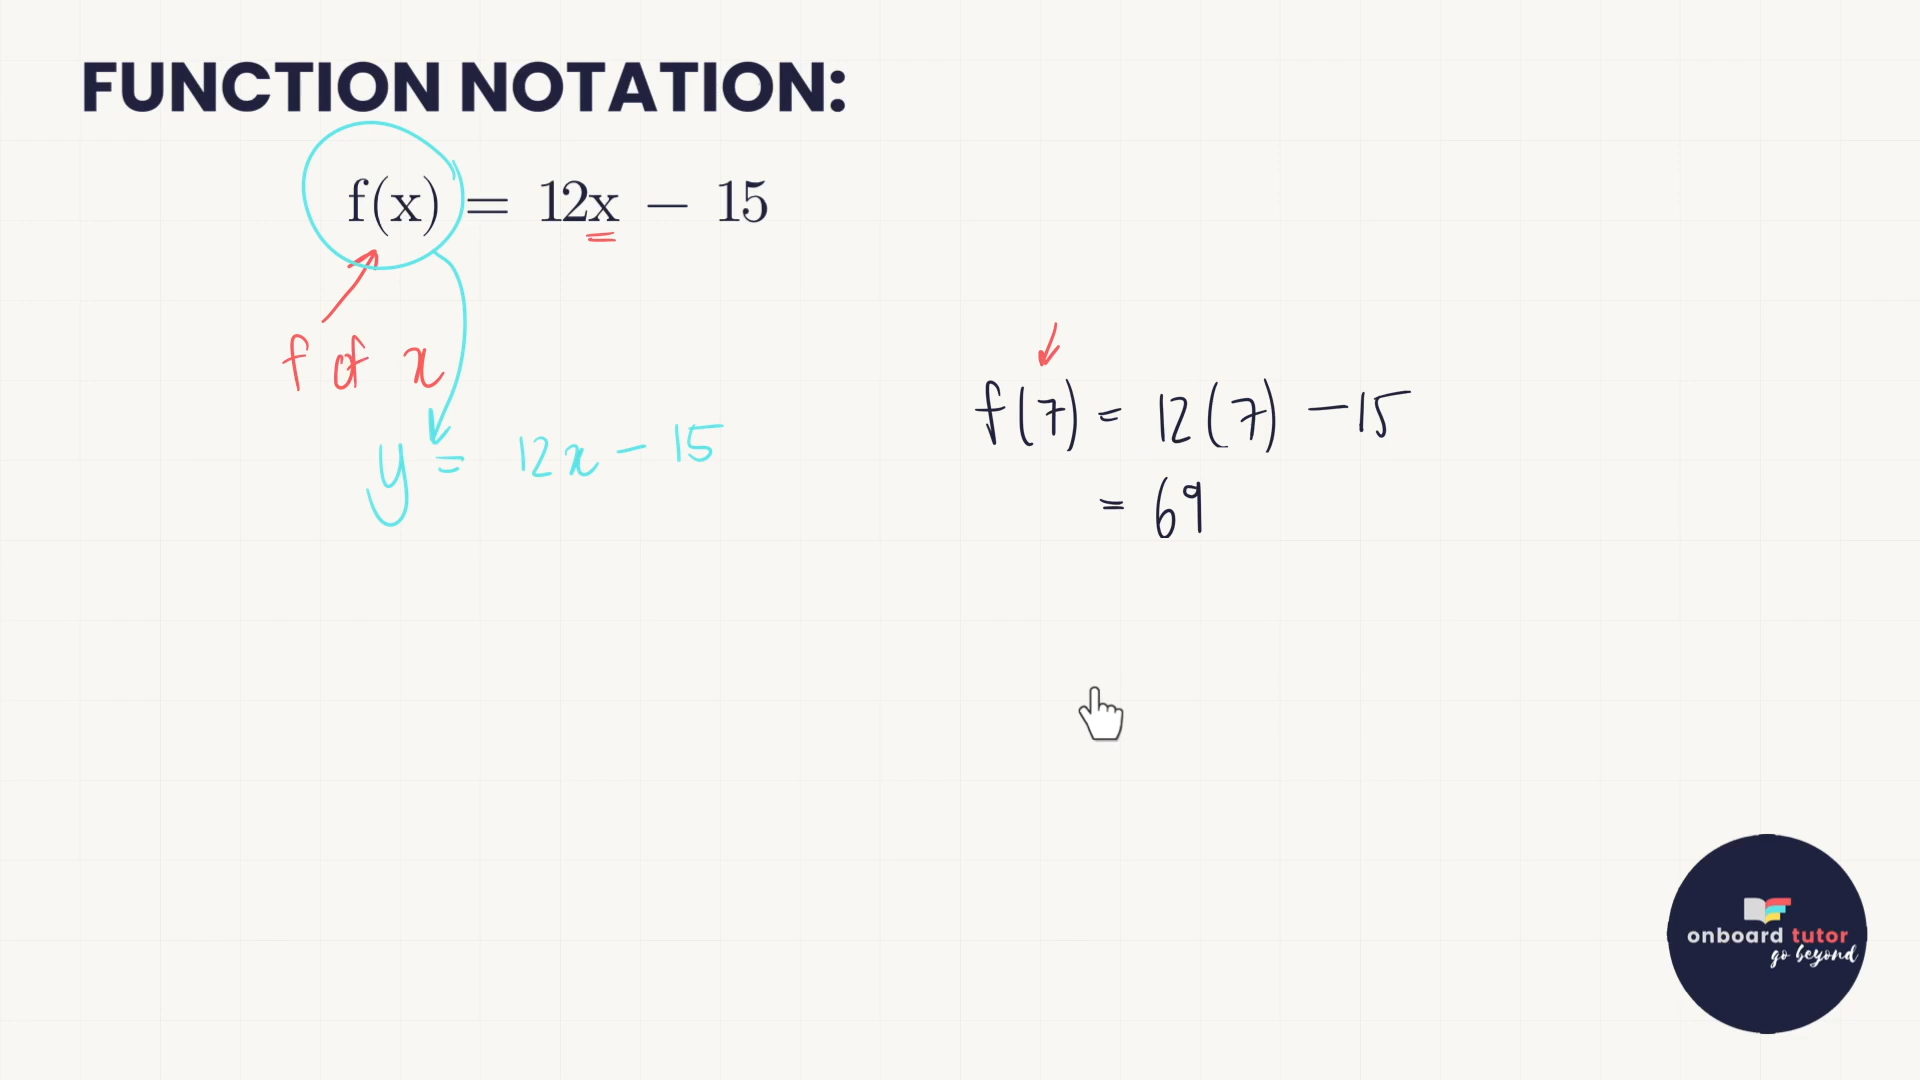 FUNCTION NOTATION:
f(x) = 12x − 15
f of x
y = 12x − 15
f(7) = 12(7) − 15
= 69
onboard tutor
go beyond